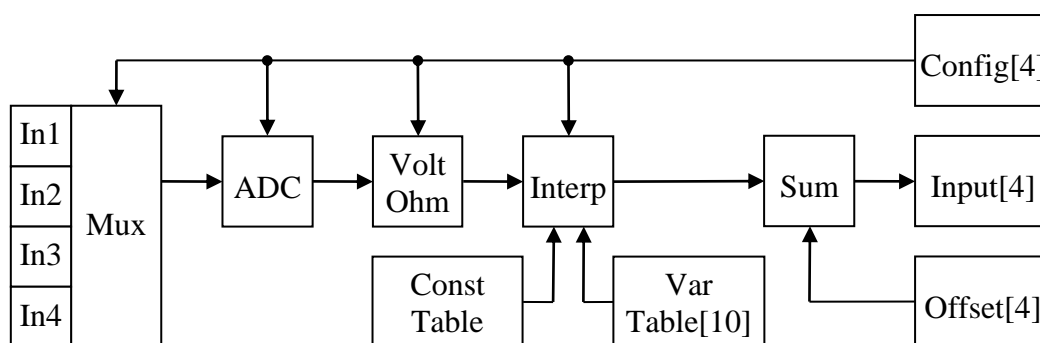 Config[4]
In1
In2
In3
In4
Mux
ADC
Volt
Ohm
Interp
Sum
Input[4]
Const
Table
Var
Table[10]
Offset[4]